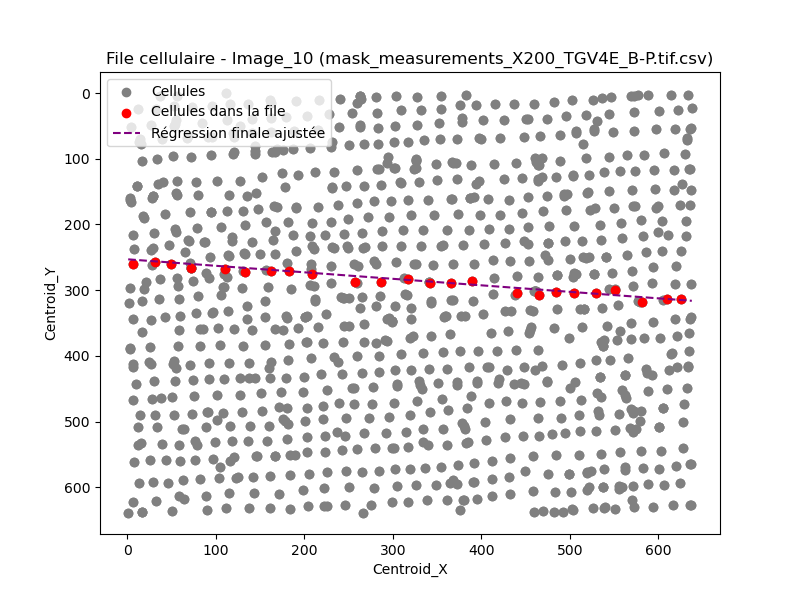 File cellulaire - Image_10 (mask_measurements_X200_TGV4E_B-P.tif.csv)
Cellules
Cellules dans la file
Régression finale ajustée
0
100
200
300
400
500
600
Centroid_Y
0
100
200
300
400
500
600
Centroid_X